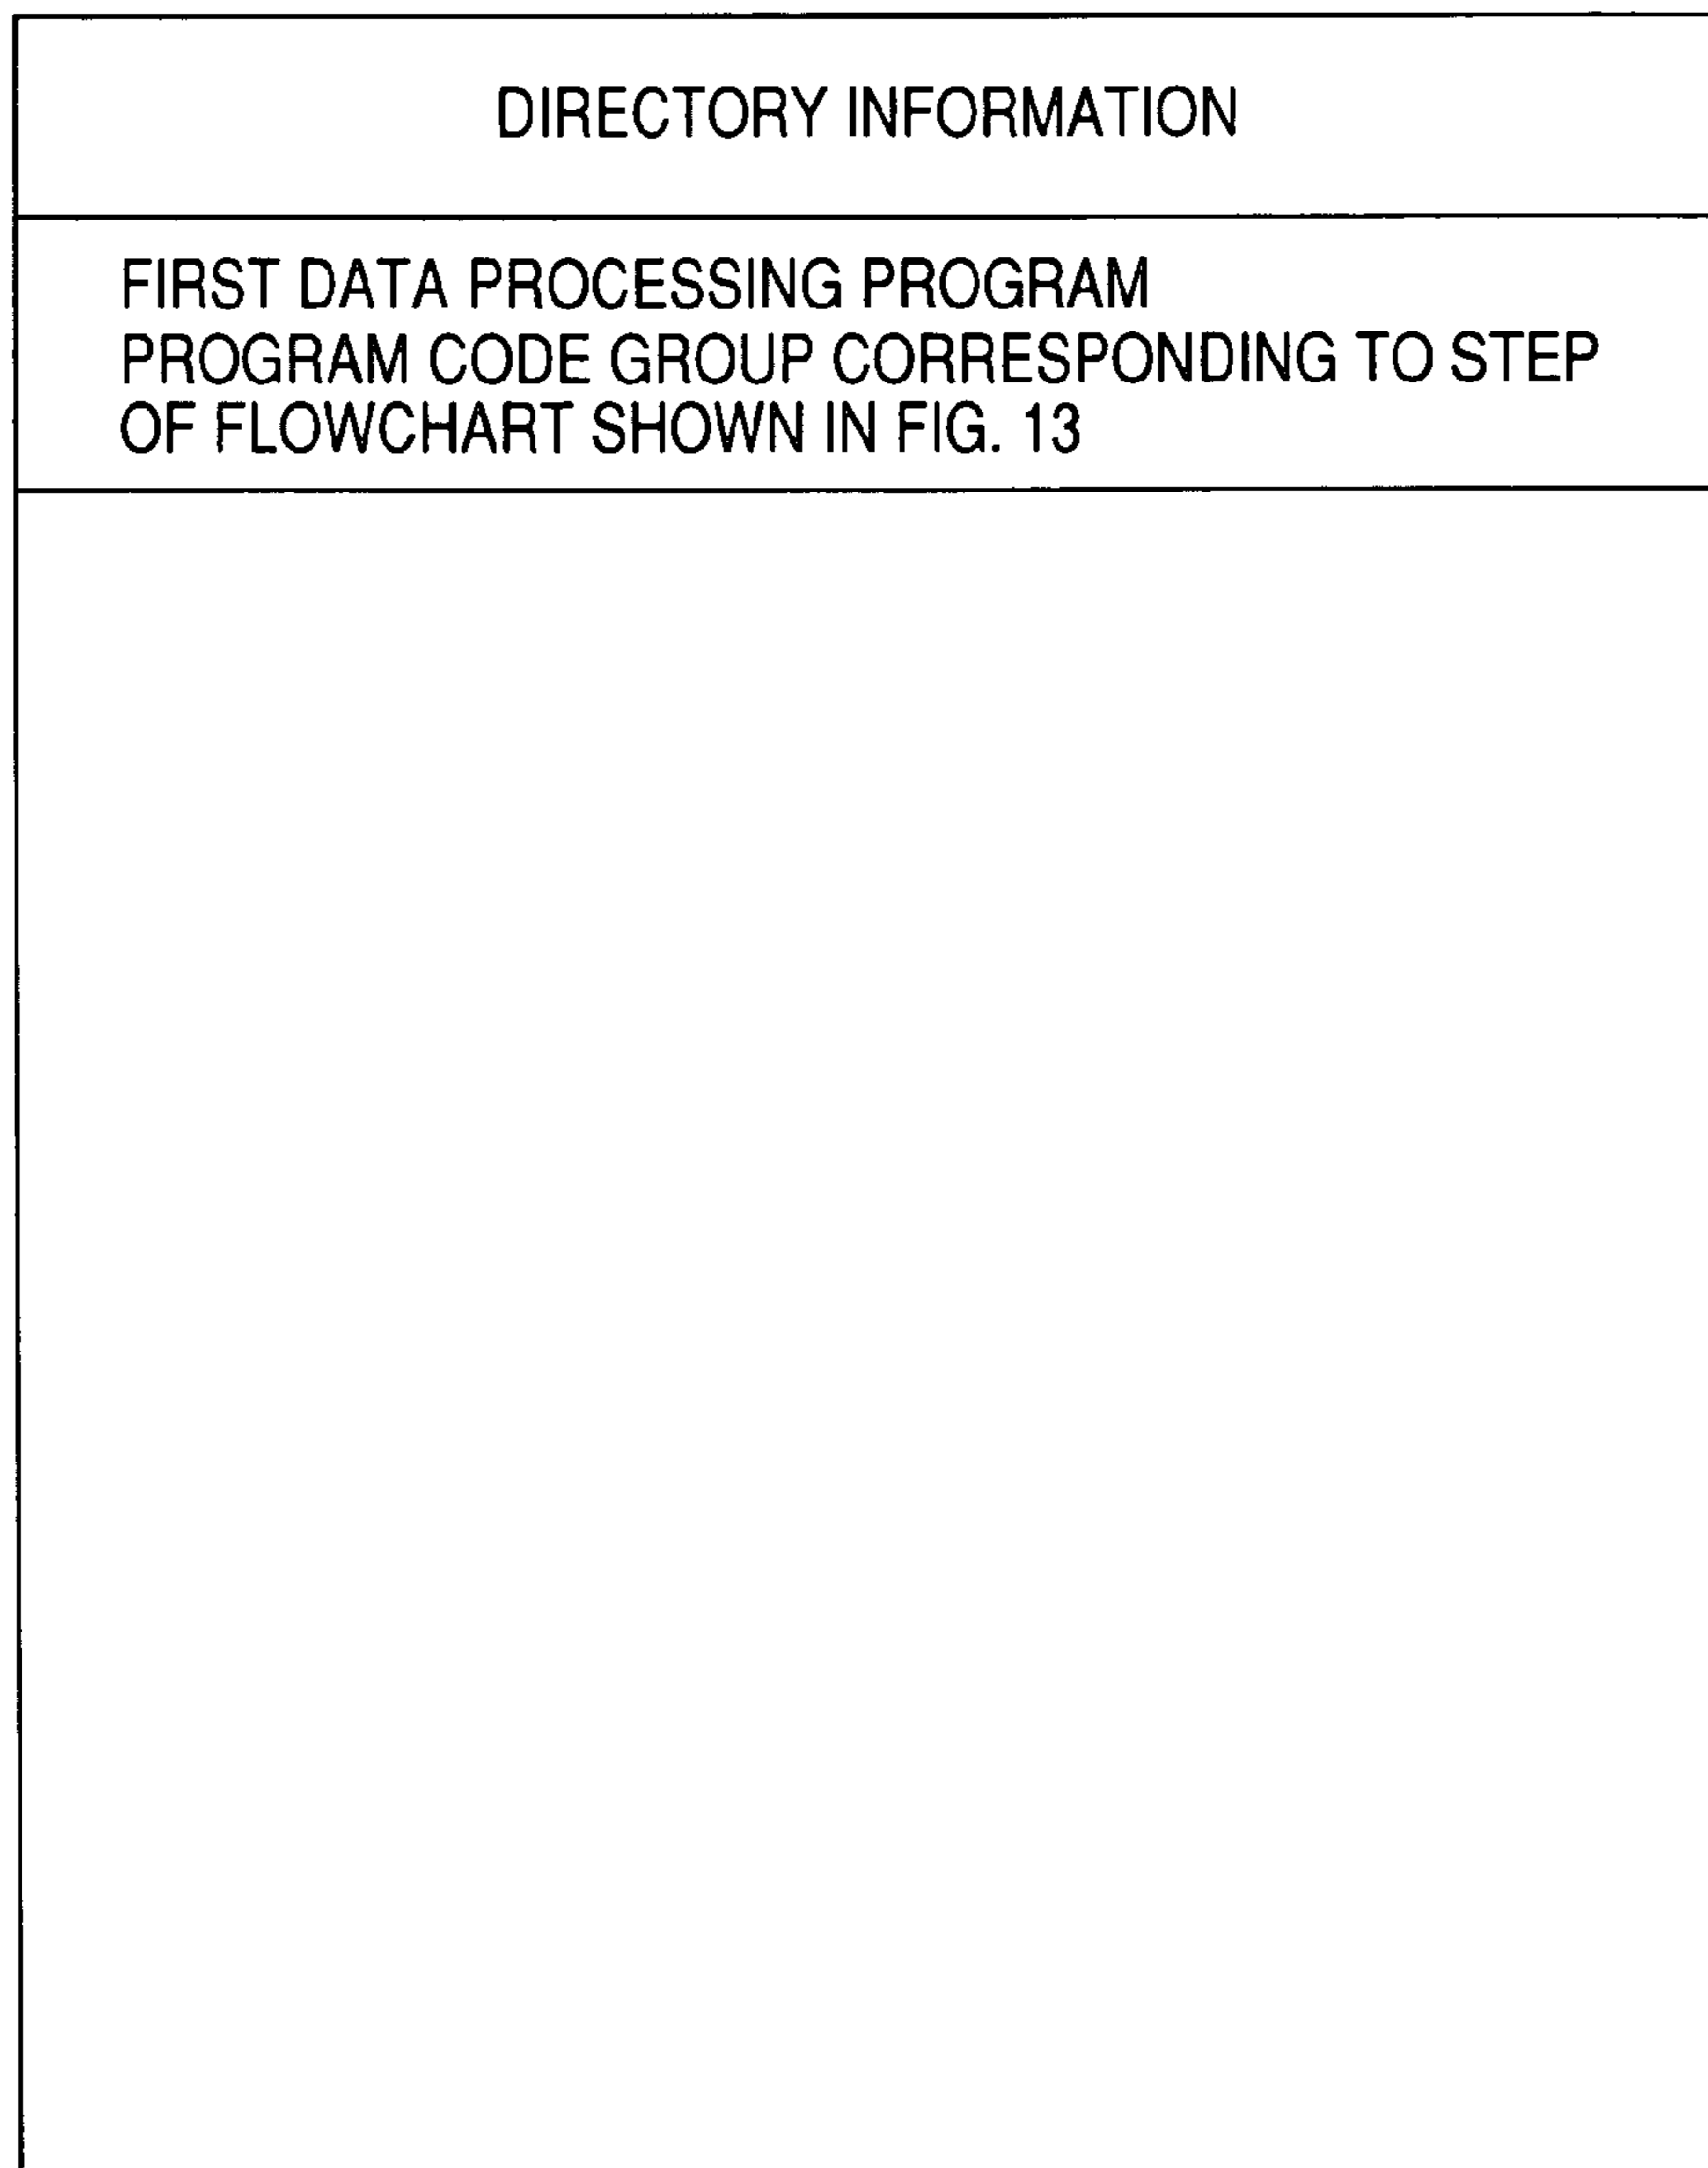 DIRECTORY INFORMATION
FIRST DATA PROCESSING PROGRAM
PROGRAM CODE GROUP CORRESPONDING TO STEP
OF FLOWCHART SHOWN IN FIG. 13